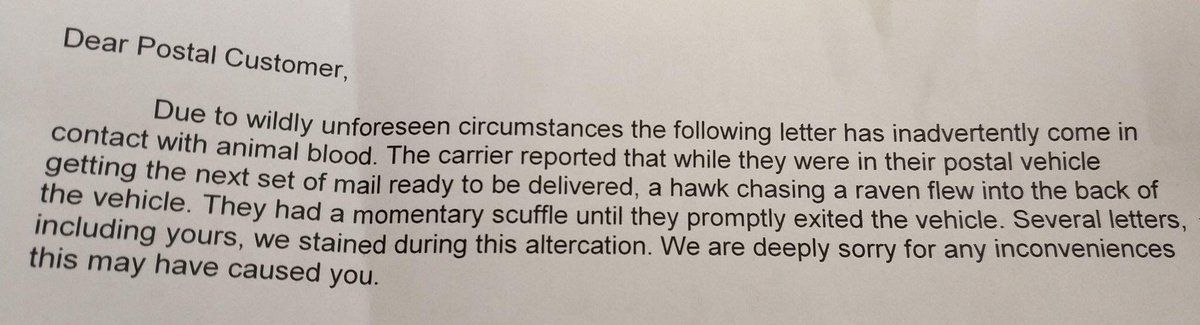 Dear Postal Customer,
Due to wildly unforeseen circumstances the following letter has inadvertently come in
contact with animal blood. The carrier reported that while they were in their postal vehicle
getting the next set of mail ready to be delivered, a hawk chasing a raven flew into the back of
the vehicle. They had a momentary scuffle until they promptly exited the vehicle. Several letters,
including yours, we stained during this altercation. We are deeply sorry for any inconveniences
this may have caused you.